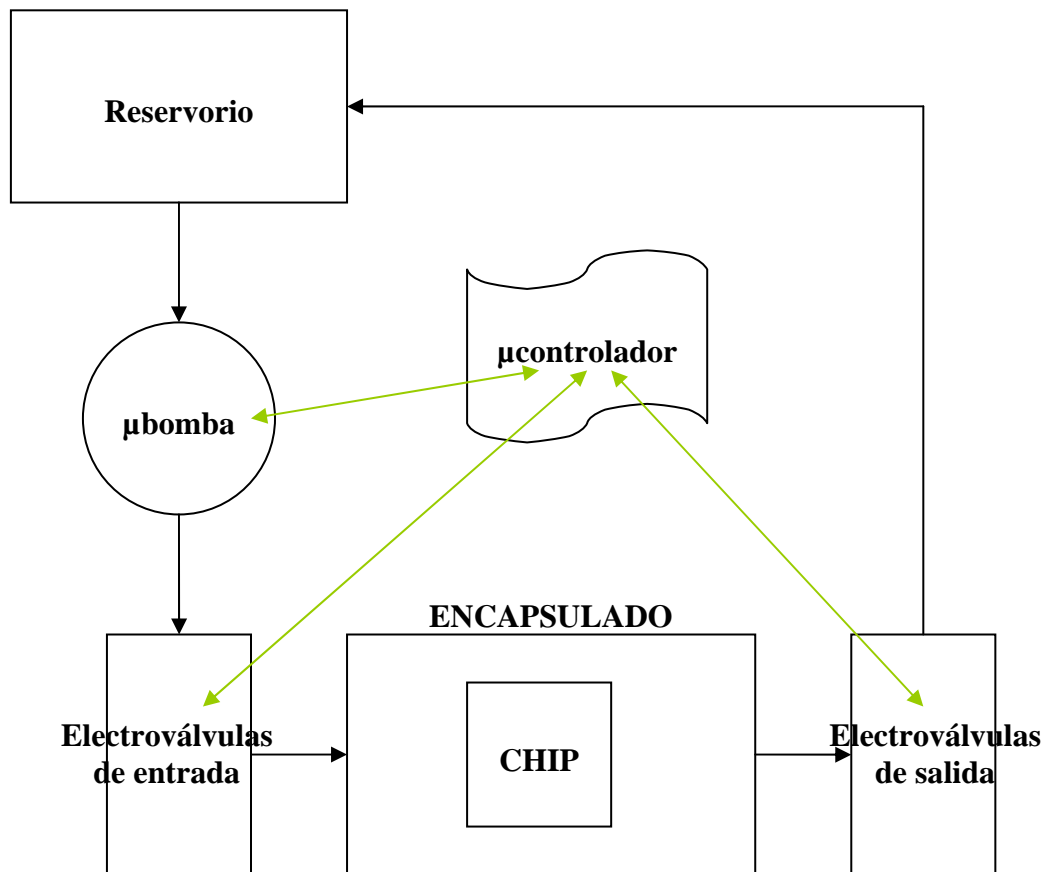 Reservorio
µcontrolador
µbomba
ENCAPSULADO
Electroválvulas
de entrada
CHIP
Electroválvulas
de salida